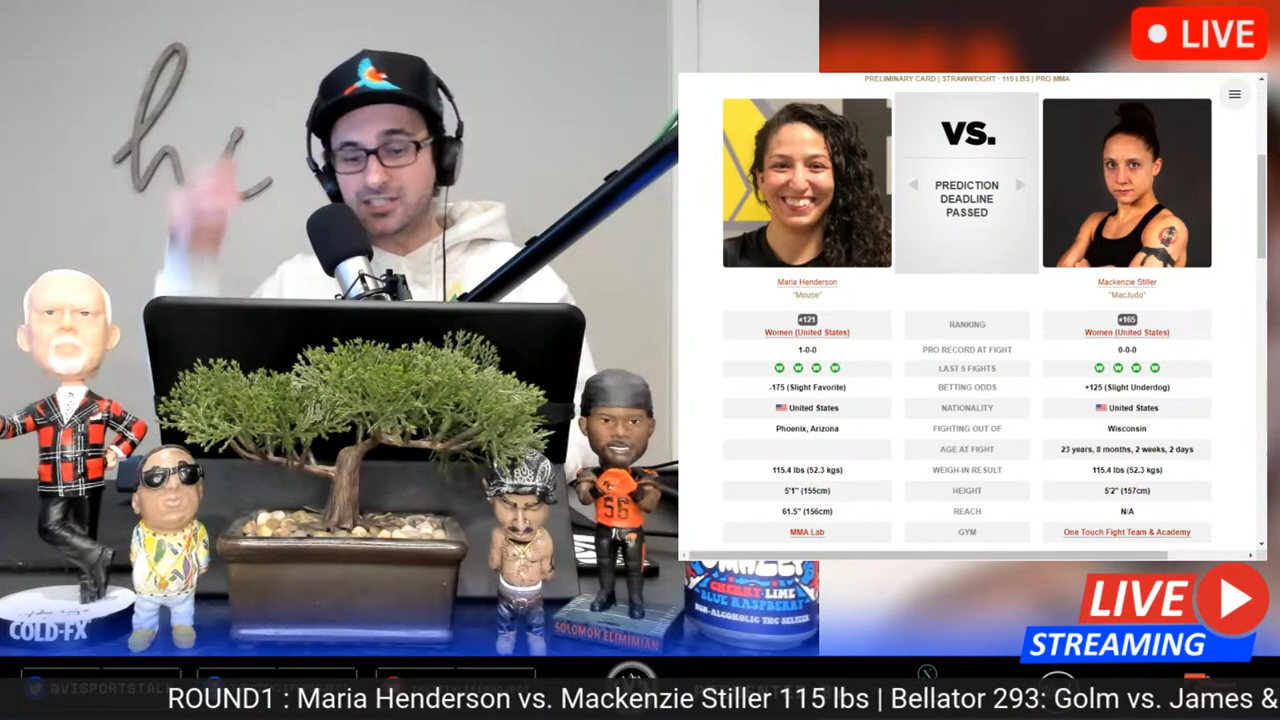 LIVE
hi
PRELIMINARY CARD | STRAWWEIGHT · 115 LBS | PRO MMA
VS.
PREDICTION
DEADLINE
PASSED
Maria Henderson
"Mouse"
Mackenzie Stiller
"MacJudo"
#121 RANKING #165
Women (United States) Women (United States)
1-0-0 PRO RECORD AT FIGHT 0-0-0
W W W W LAST 5 FIGHTS W W W W
-175 (Slight Favorite) BETTING ODDS +125 (Slight Underdog)
United States NATIONALITY United States
Phoenix, Arizona FIGHTING OUT OF Wisconsin
AGE AT FIGHT 23 years, 8 months, 2 weeks, 2 days
115.4 lbs (52.3 kgs) WEIGH-IN RESULT 115.4 lbs (52.3 kgs)
5'1" (155cm) HEIGHT 5'2" (157cm)
61.5" (156cm) REACH N/A
MMA Lab GYM One Touch Fight Team & Academy
56
COLD-FX
SOLOMON ELIMIMIAN
CHERRY-LIME
BLUE RASPBERRY
NON-ALCOHOLIC THC SELTZER
LIVE
STREAMING
@VISPORTSTALK
ROUND1 : Maria Henderson vs. Mackenzie Stiller 115 lbs | Bellator 293: Golm vs. James &